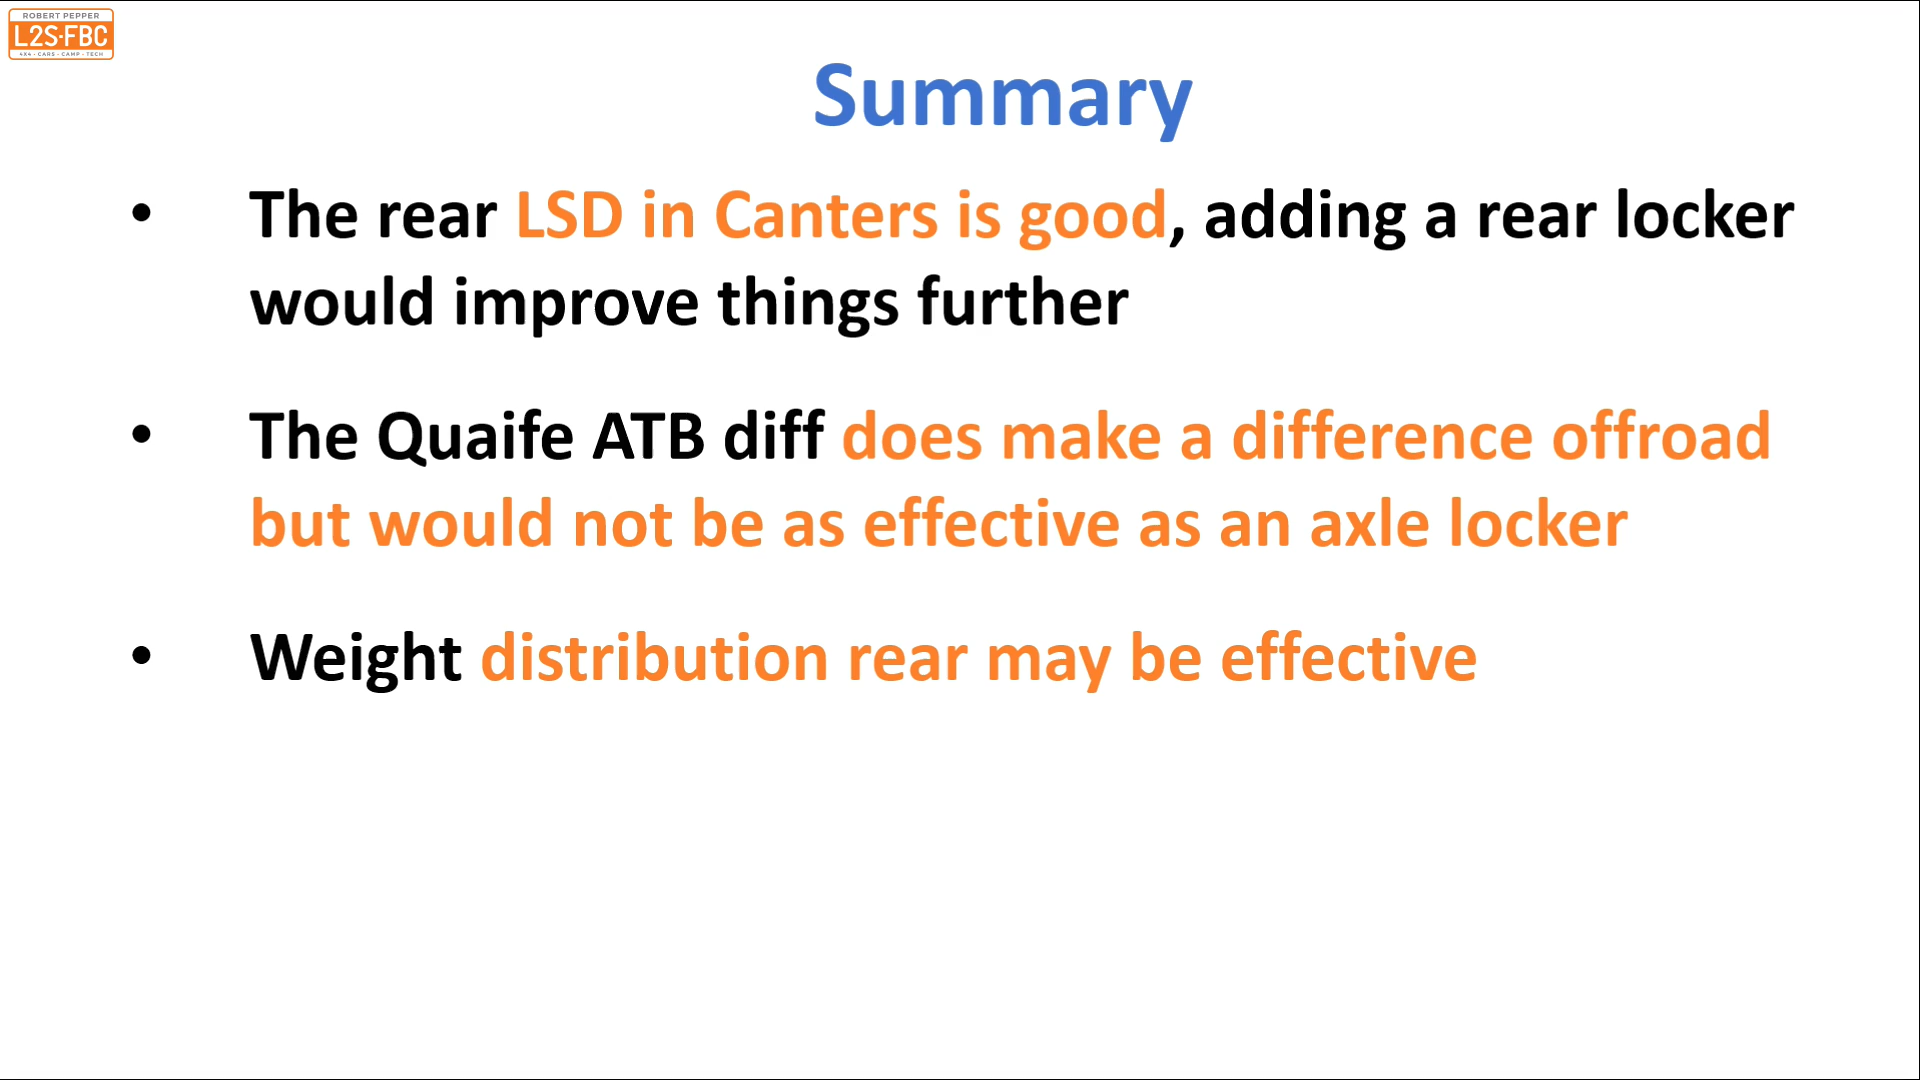 ROBERT PEPPER
L2S-FBC
4X4 - CARS - CAMP - TECH
Summary
• The rear LSD in Canters is good, adding a rear locker
would improve things further
• The Quaife ATB diff does make a difference offroad
but would not be as effective as an axle locker
• Weight distribution rear may be effective